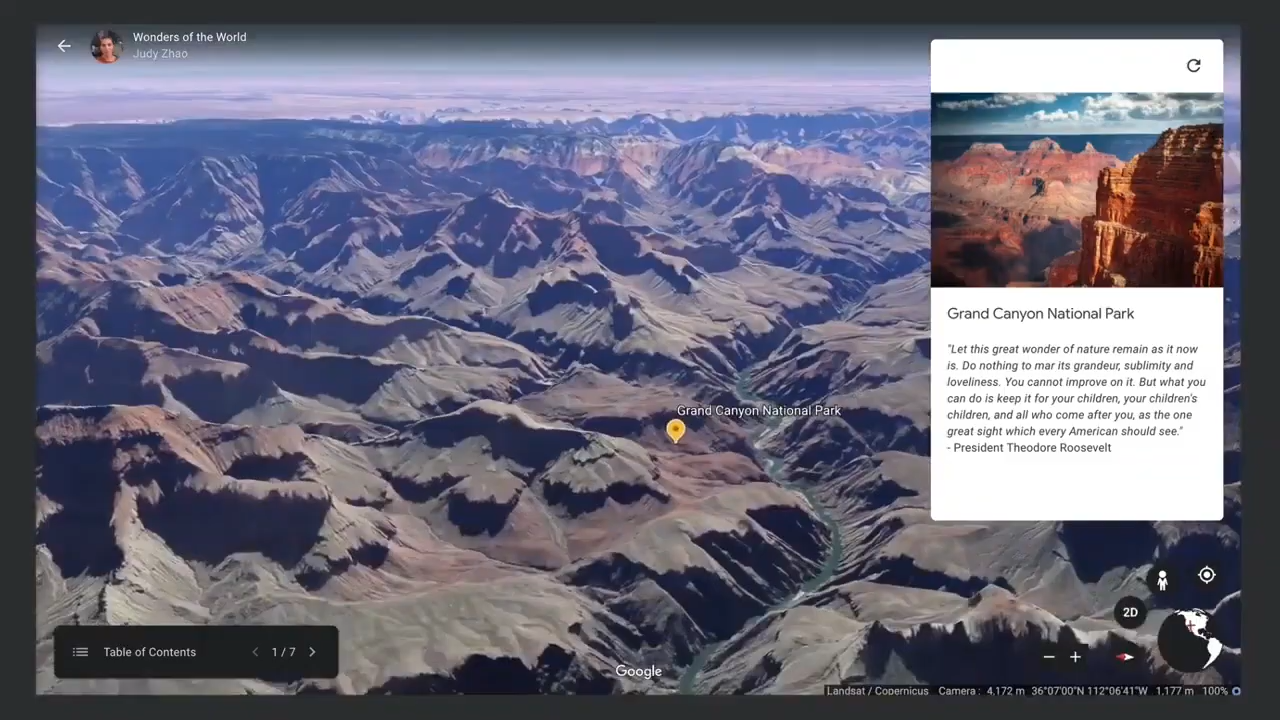 Wonders of the World
Judy Zhao
Grand Canyon National Park
"Let this great wonder of nature remain as it now
is. Do nothing to mar its grandeur, sublimity and
loveliness. You cannot improve on it. But what you
can do is keep it for your children, your children's
children, and all who come after you, as the one
great sight which every American should see."
- President Theodore Roosevelt
Grand Canyon National Park
2D
Table of Contents
1 / 7
Google
Landsat / Copernicus Camera : 4,172 m 36°07'00"N 112°06'41"W 1,177 m 100%